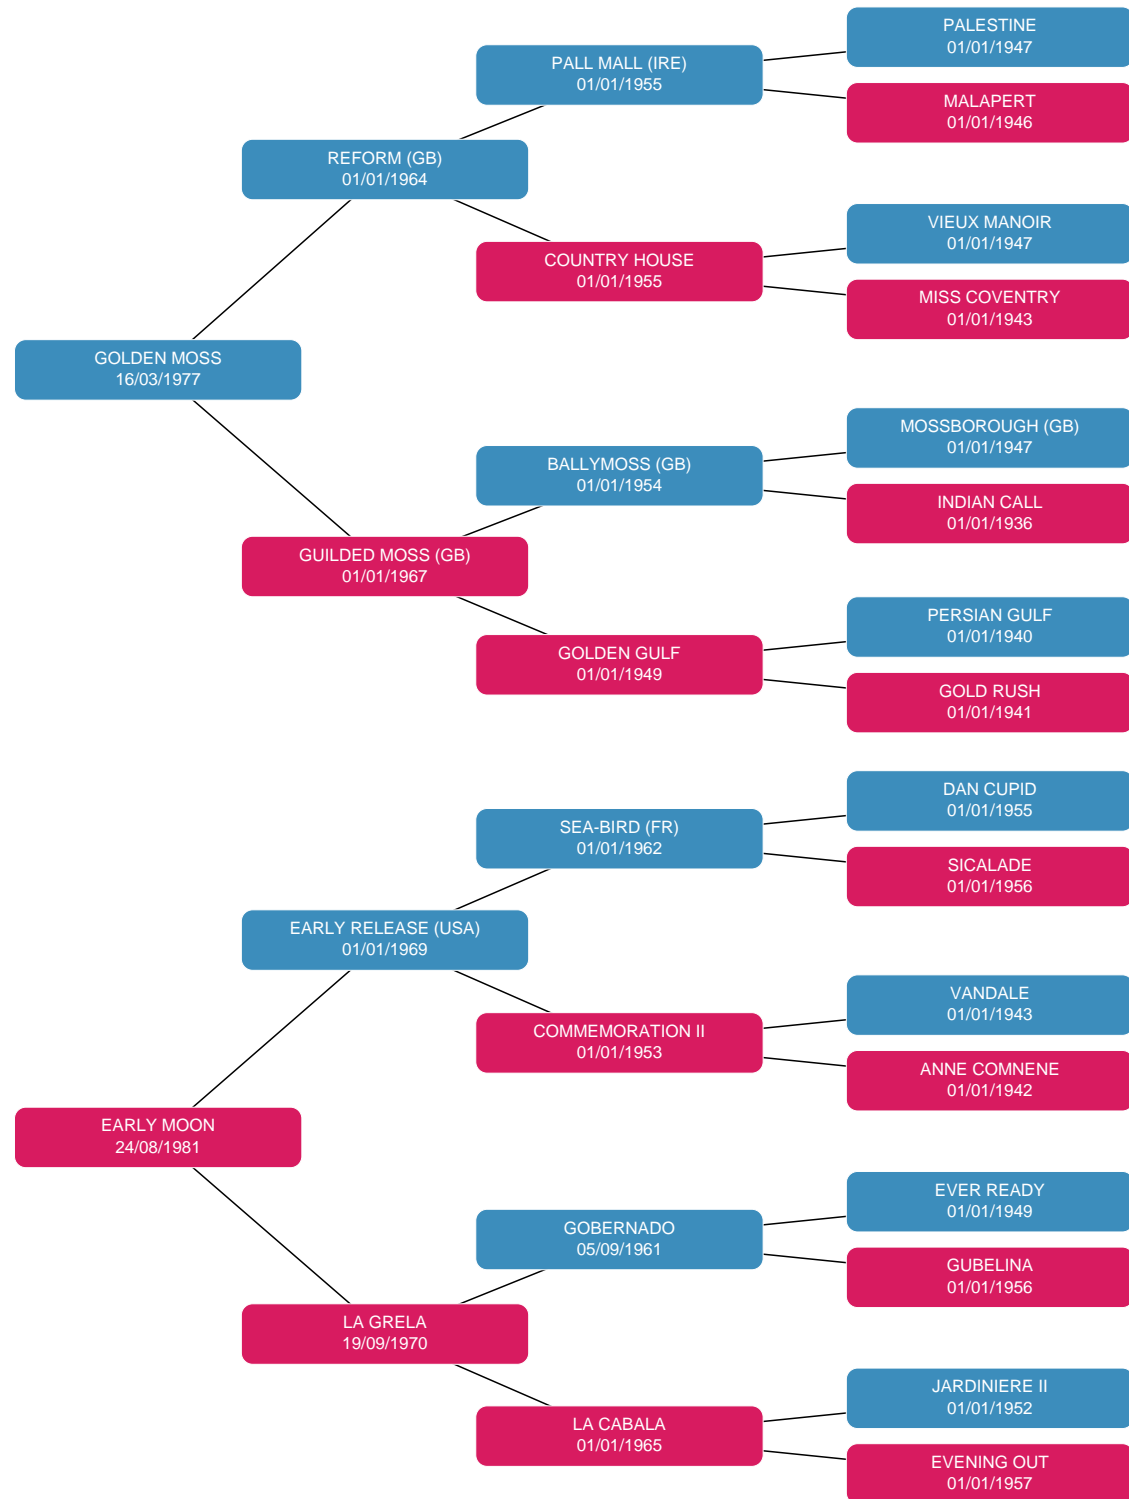 PALESTINE
01/01/1947
PALL MALL (IRE)
01/01/1955
MALAPERT
01/01/1946
REFORM (GB)
01/01/1964
VIEUX MANOIR
01/01/1947
COUNTRY HOUSE
01/01/1955
MISS COVENTRY
01/01/1943
GOLDEN MOSS
16/03/1977
MOSSBOROUGH (GB)
01/01/1947
BALLYMOSS (GB)
01/01/1954
INDIAN CALL
01/01/1936
GUILDED MOSS (GB)
01/01/1967
PERSIAN GULF
01/01/1940
GOLDEN GULF
01/01/1949
GOLD RUSH
01/01/1941
DAN CUPID
01/01/1955
SEA-BIRD (FR)
01/01/1962
SICALADE
01/01/1956
EARLY RELEASE (USA)
01/01/1969
VANDALE
01/01/1943
COMMEMORATION II
01/01/1953
ANNE COMNENE
01/01/1942
EARLY MOON
24/08/1981
EVER READY
01/01/1949
GOBERNADO
05/09/1961
GUBELINA
01/01/1956
LA GRELA
19/09/1970
JARDINIERE II
01/01/1952
LA CABALA
01/01/1965
EVENING OUT
01/01/1957